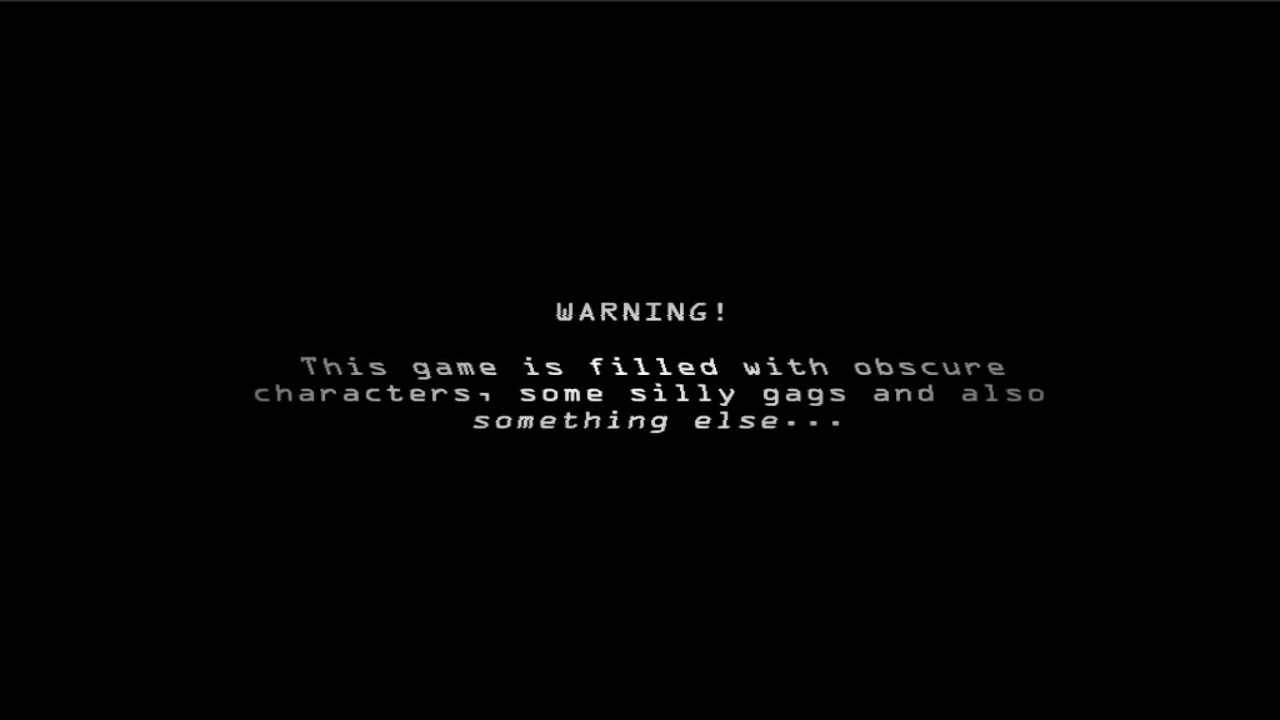 WARNING!
This game is filled with obscure
characters, some silly gags and also
something else...